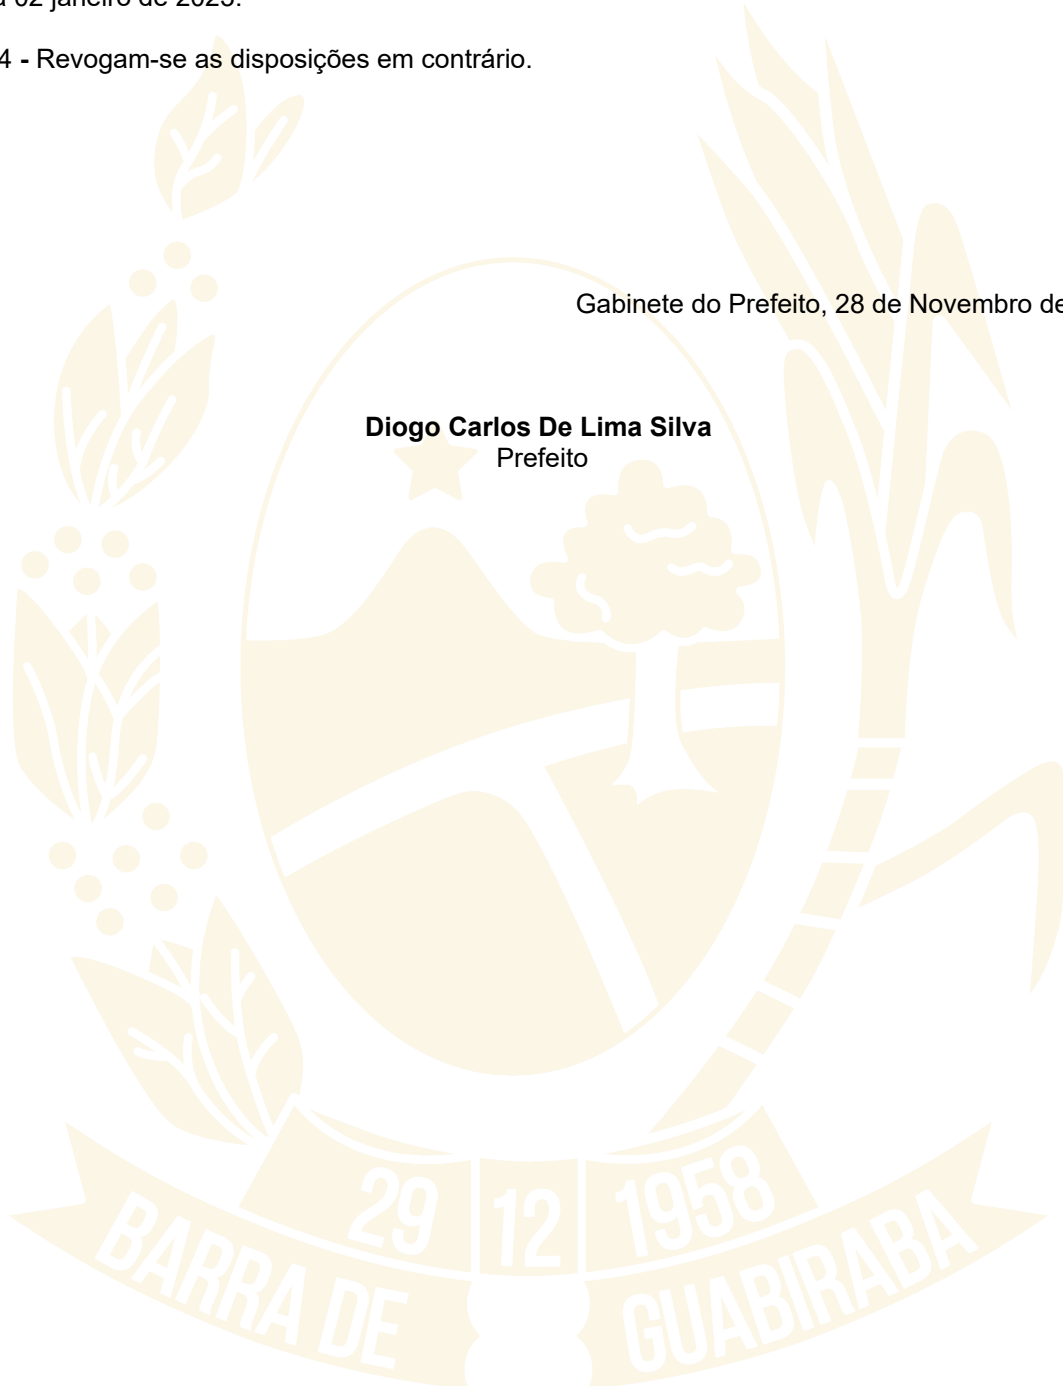 02 janeiro de 2025.
4 - Revogam-se as disposições em contrário.
Gabinete do Prefeito, 28 de Novembro de
Diogo Carlos De Lima Silva
Prefeito
29 12 1958
BARRA DE GUABIRABA